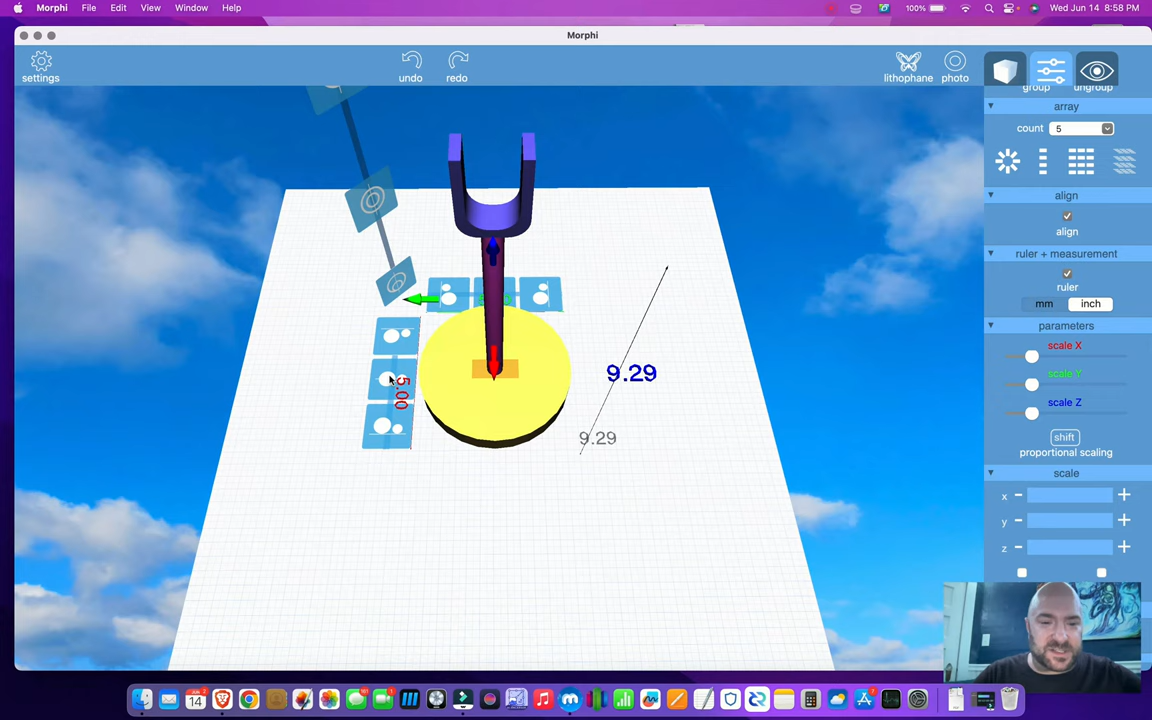 Morphi File Edit View Window Help
100% Wed Jun 14 8:58 PM
Morphi
settings
undo
redo
lithophane
photo
group ungroup
array
count 5
align
align
ruler + measurement
ruler
mm inch
parameters
scale X
scale Y
scale Z
shift
proportional scaling
scale
x
y
z
9.29
9.29
5.00
14